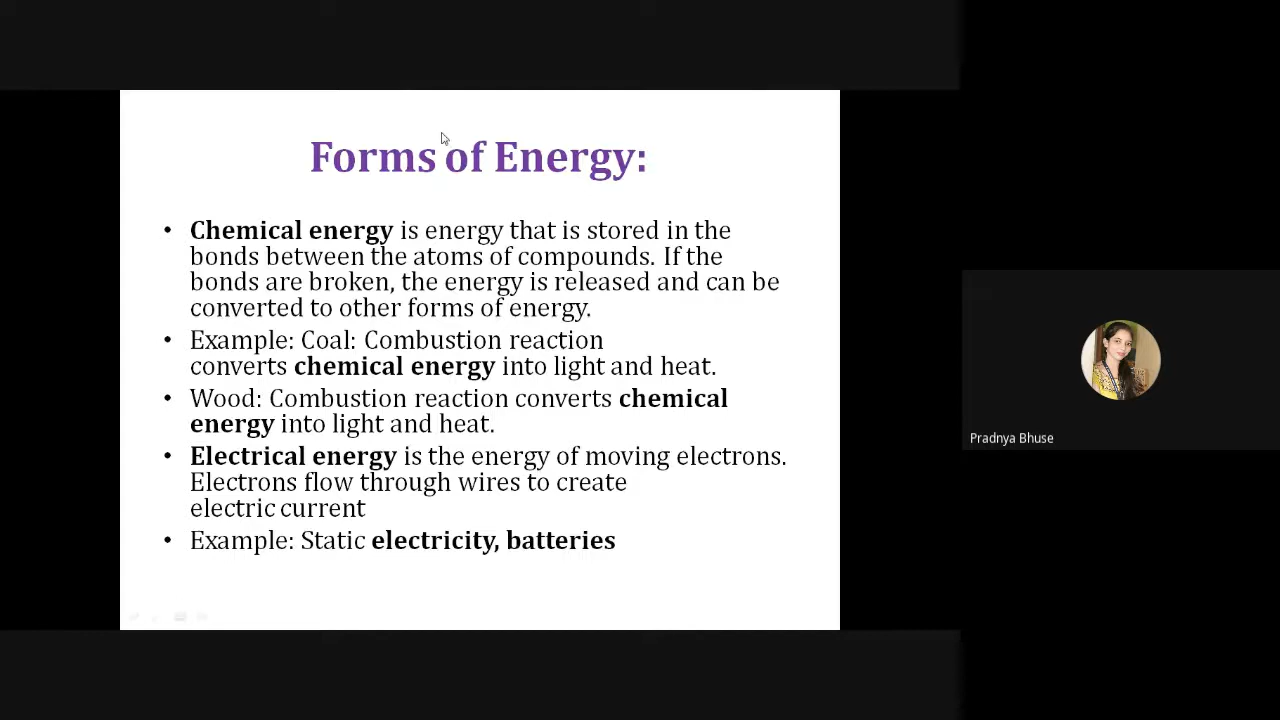 Forms of Energy:
• Chemical energy is energy that is stored in the
bonds between the atoms of compounds. If the
bonds are broken, the energy is released and can be
converted to other forms of energy.
• Example: Coal: Combustion reaction
converts chemical energy into light and heat.
• Wood: Combustion reaction converts chemical
energy into light and heat.
• Electrical energy is the energy of moving electrons.
Electrons flow through wires to create
electric current
• Example: Static electricity, batteries
Pradnya Bhuse